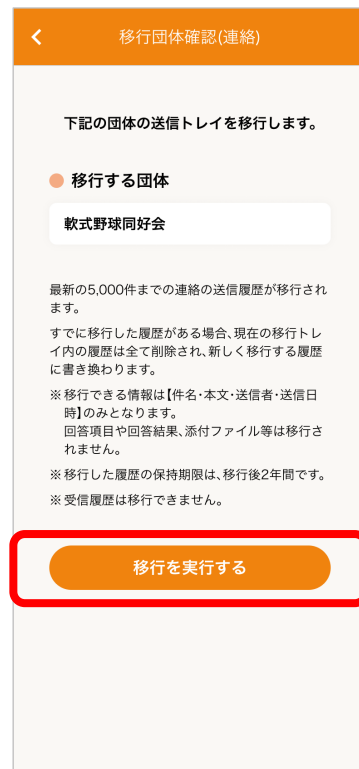 移行団体確認(連絡)
下記の団体の送信トレイを移行します。
移行する団体
軟式野球同好会
最新の5,000件までの連絡の送信履歴が移行され
ます。
すでに移行した履歴がある場合、現在の移行トレ
イ内の履歴は全て削除され、新しく移行する履歴
に書き換わります。
※移行できる情報は【件名・本文・送信者・送信日
時】のみとなります。
回答項目や回答結果、添付ファイル等は移行さ
れません。
※移行した履歴の保持期限は、移行後2年間です。
※受信履歴は移行できません。
移行を実行する